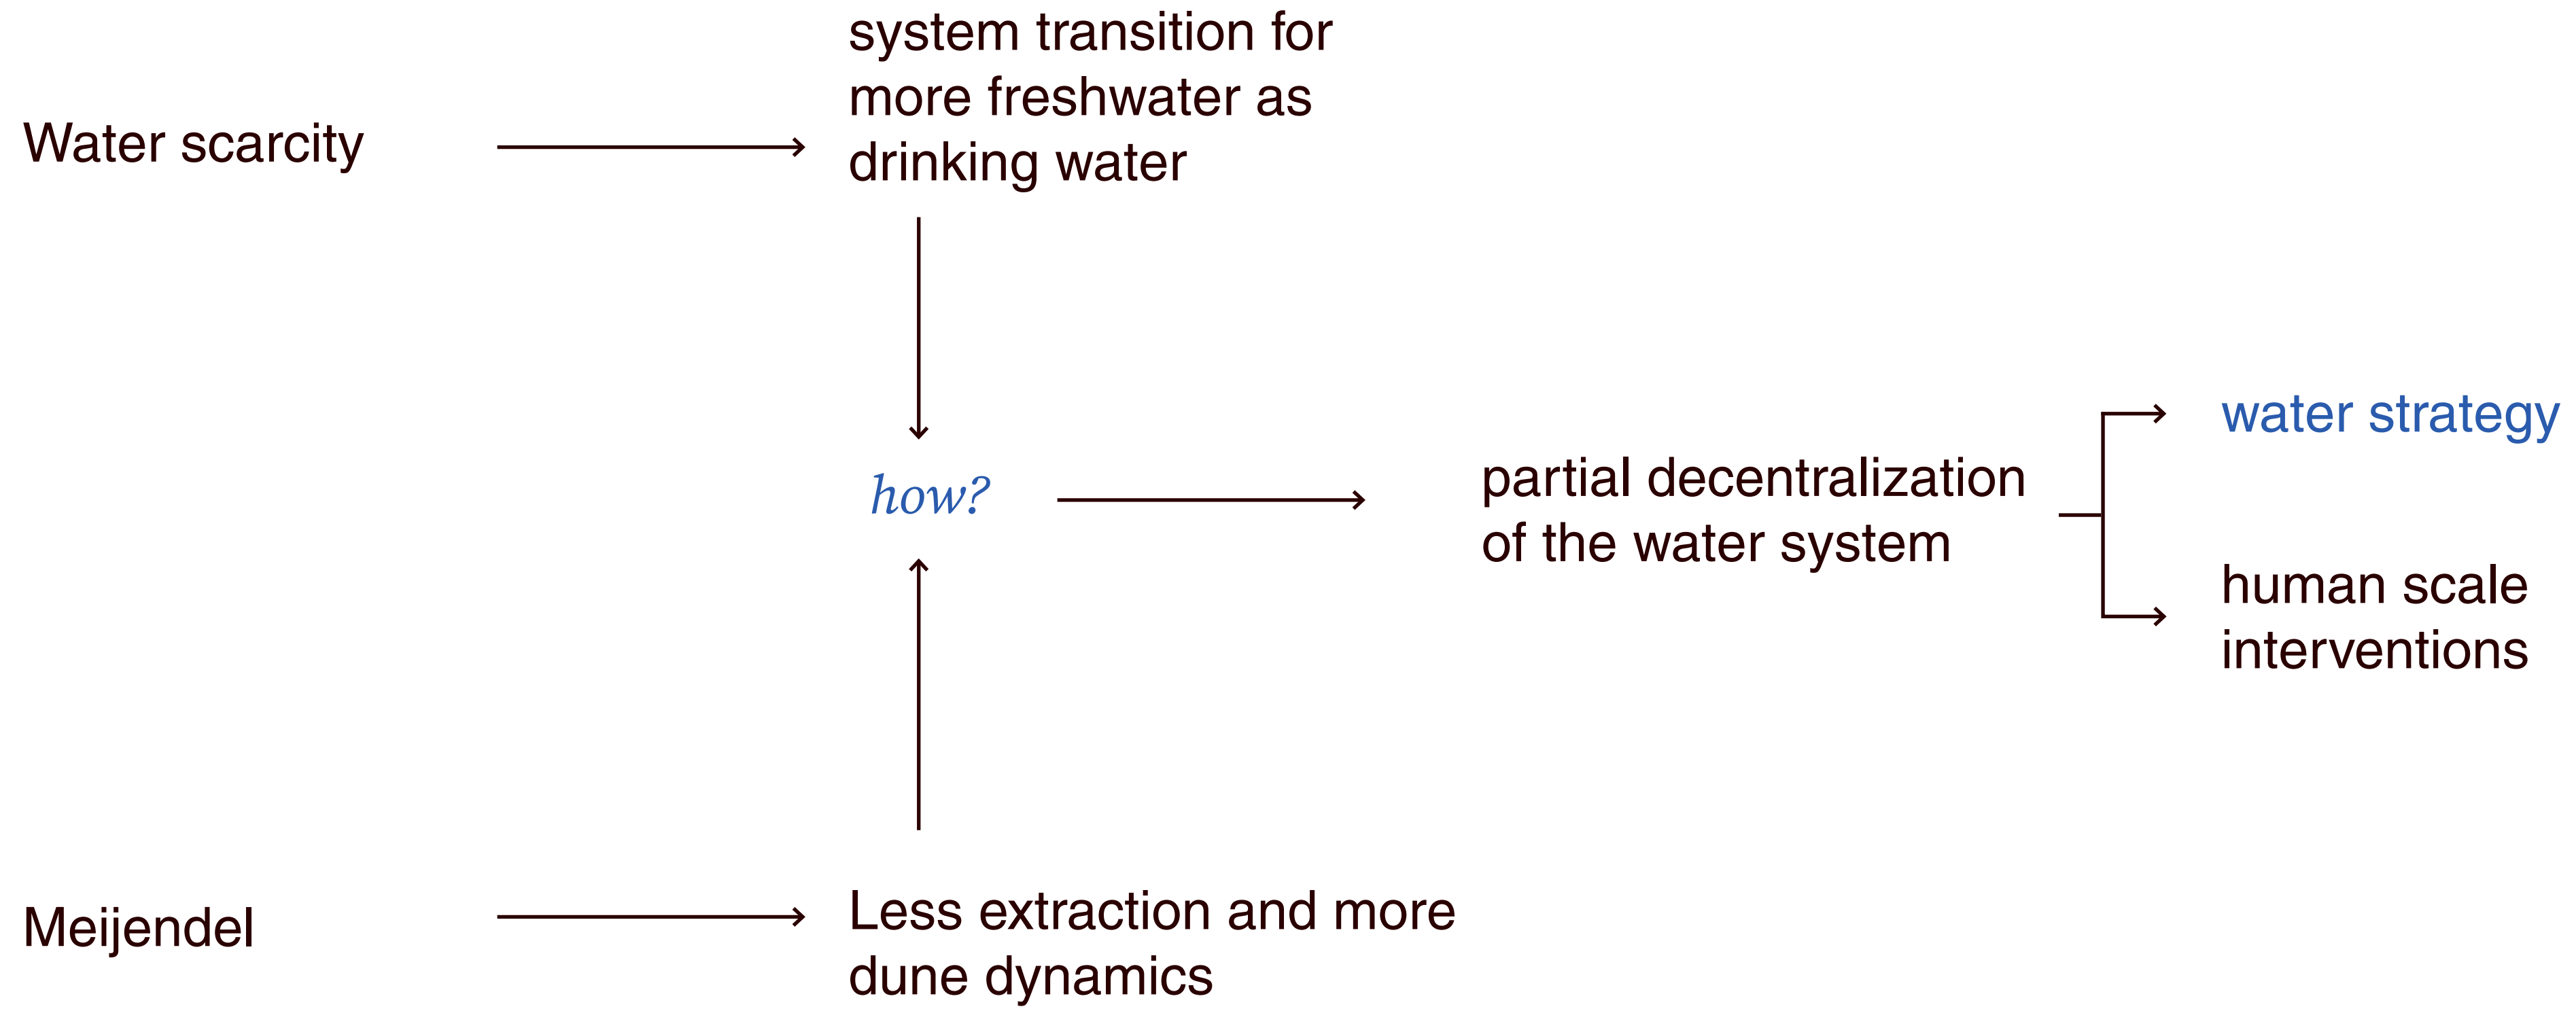 Water scarcity
system transition for
more freshwater as
drinking water
how?
partial decentralization
of the water system
water strategy
human scale
interventions
Meijendel
Less extraction and more
dune dynamics